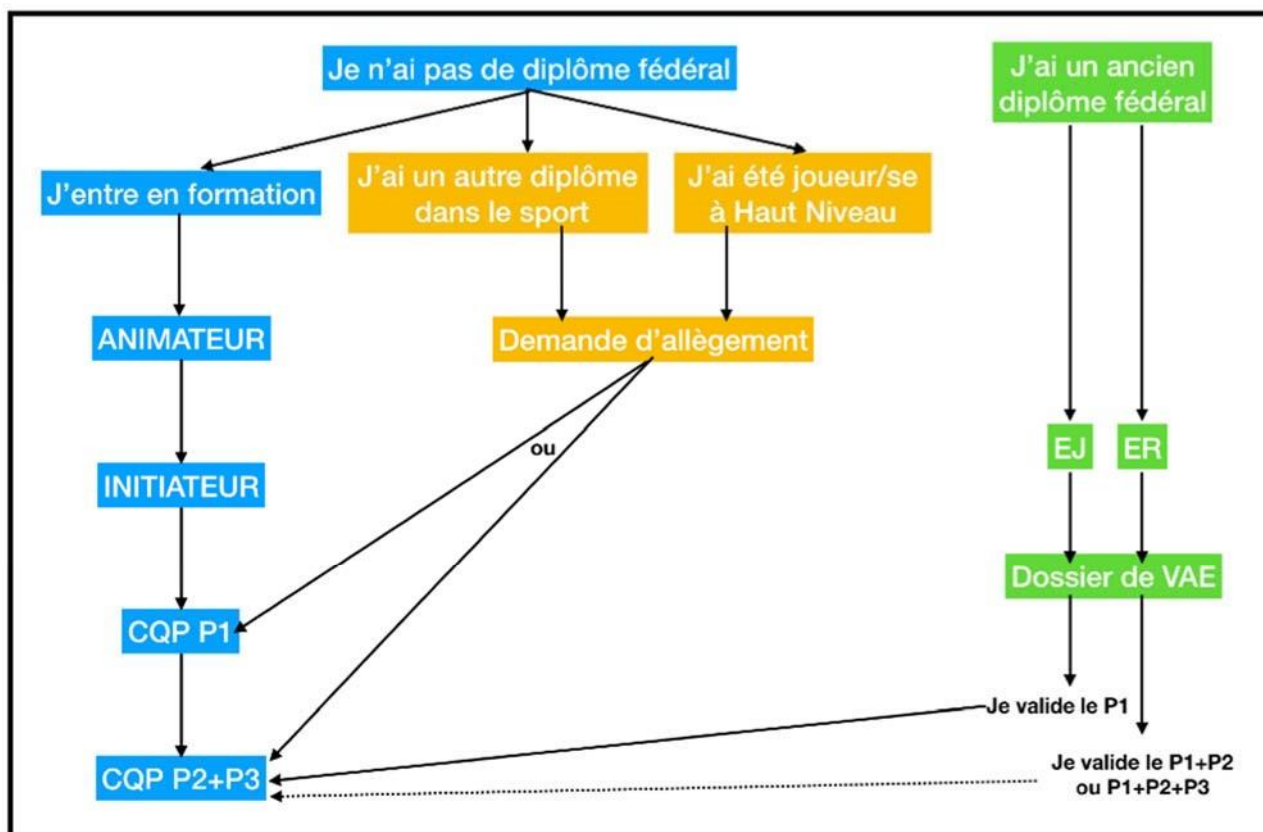 Je n'ai pas de diplôme fédéral
J'ai un ancien
diplôme fédéral
J'entre en formation
J'ai un autre diplôme
dans le sport
J'ai été joueur/se
à Haut Niveau
ANIMATEUR
Demande d'allègement
ou
EJ
ER
INITIATEUR
Dossier de VAE
CQP P1
Je valide le P1
CQP P2+P3
Je valide le P1+P2
ou P1+P2+P3